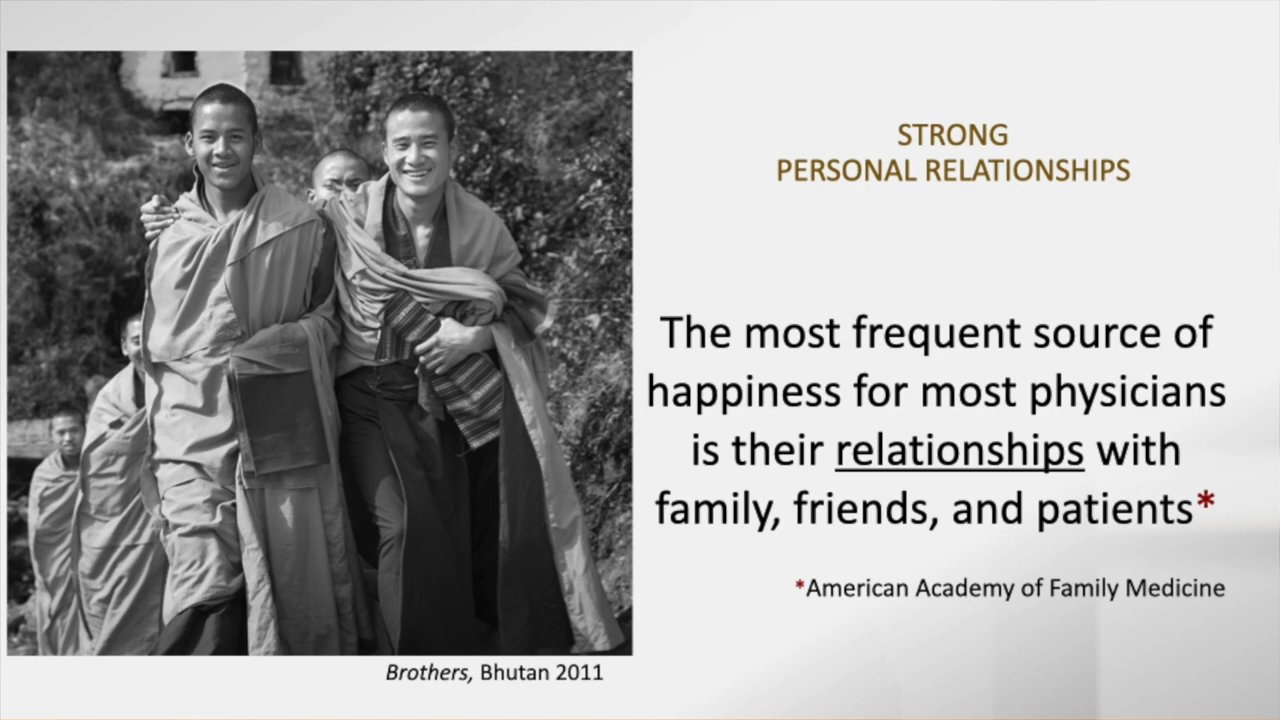 STRONG
PERSONAL RELATIONSHIPS
The most frequent source of
happiness for most physicians
is their relationships with
family, friends, and patients*
*American Academy of Family Medicine
Brothers, Bhutan 2011